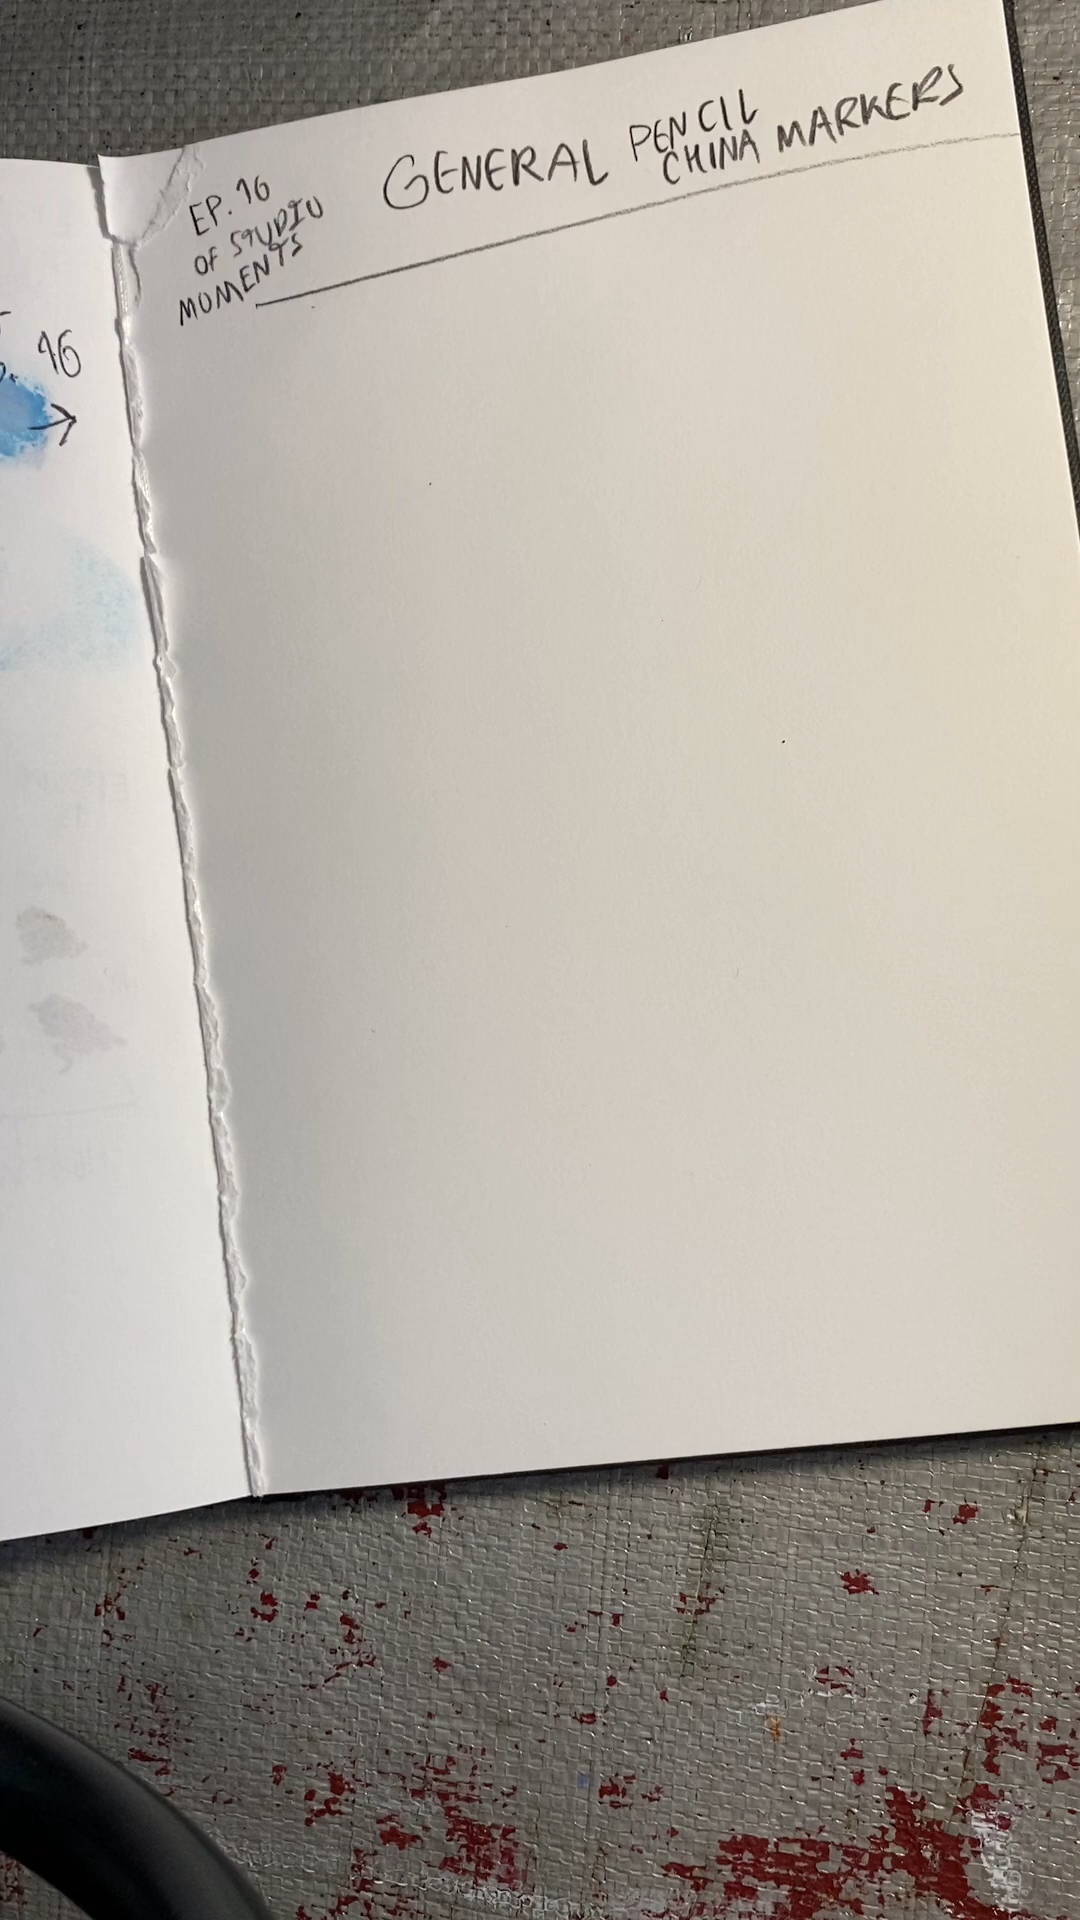 GENERAL PENCIL
CHINA MARKERS
EP. 16
OF STUDIO
MOMENTS
16
→